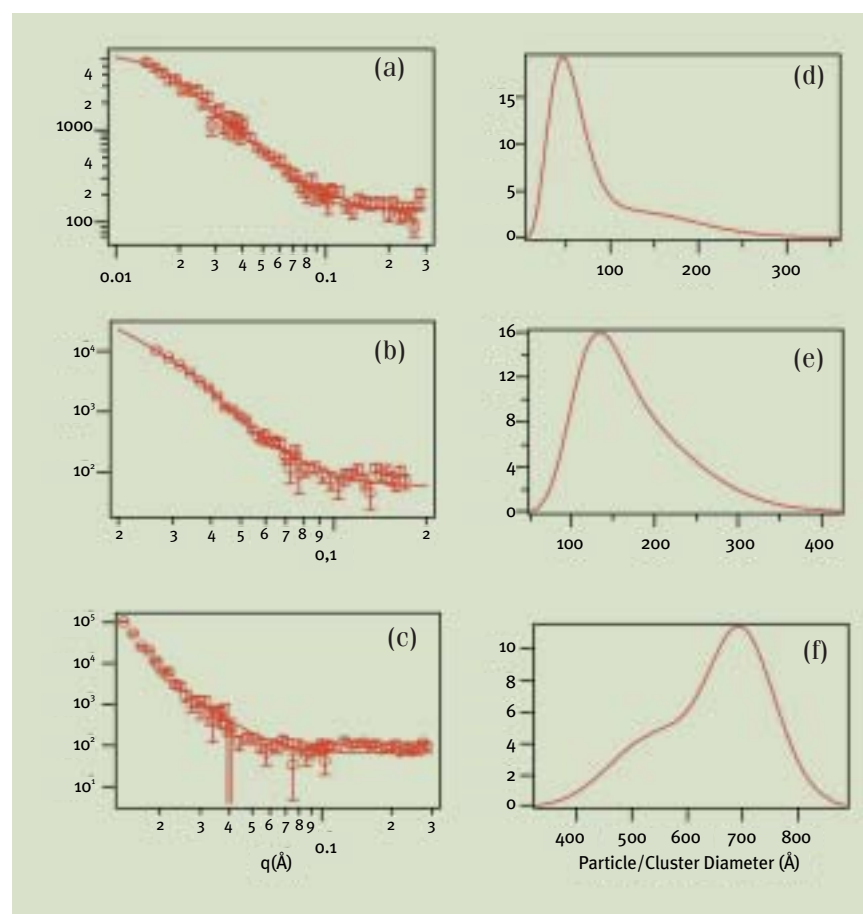 (a)
4
2
1000
4
2
100
0.01 2 3 4 5 6 7 8 0.1 2 3
(d)
15
10
5
0
100 200 300
(b)
10⁴
10³
10²
2 3 4 5 6 7 8 9 0,1 2
(e)
16
12
8
4
0
100 200 300 400
(c)
10⁵
10⁴
10³
10²
10¹
2 3 4 5 6 7 8 9 0.1 2 3
q(Å)
(f)
10
8
6
4
2
0
400 500 600 700 800
Particle/Cluster Diameter (Å)